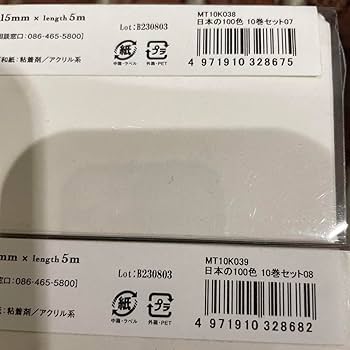 15mm × length 5m
Lot:B230803
MT10K038
日本の100色 10巻セット07
相談窓口:086-465-5800]
和紙:粘着剤/アクリル系
紙
中箱・ラベル
プラ
外装・PET
4 971910 328675
mm × length 5m
Lot:B230803
MT10K039
日本の100色 10巻セット08
窓口:086-465-5800]
紙:粘着剤/アクリル系
紙
中箱・ラベル
プラ
外装・PET
4 971910 328682